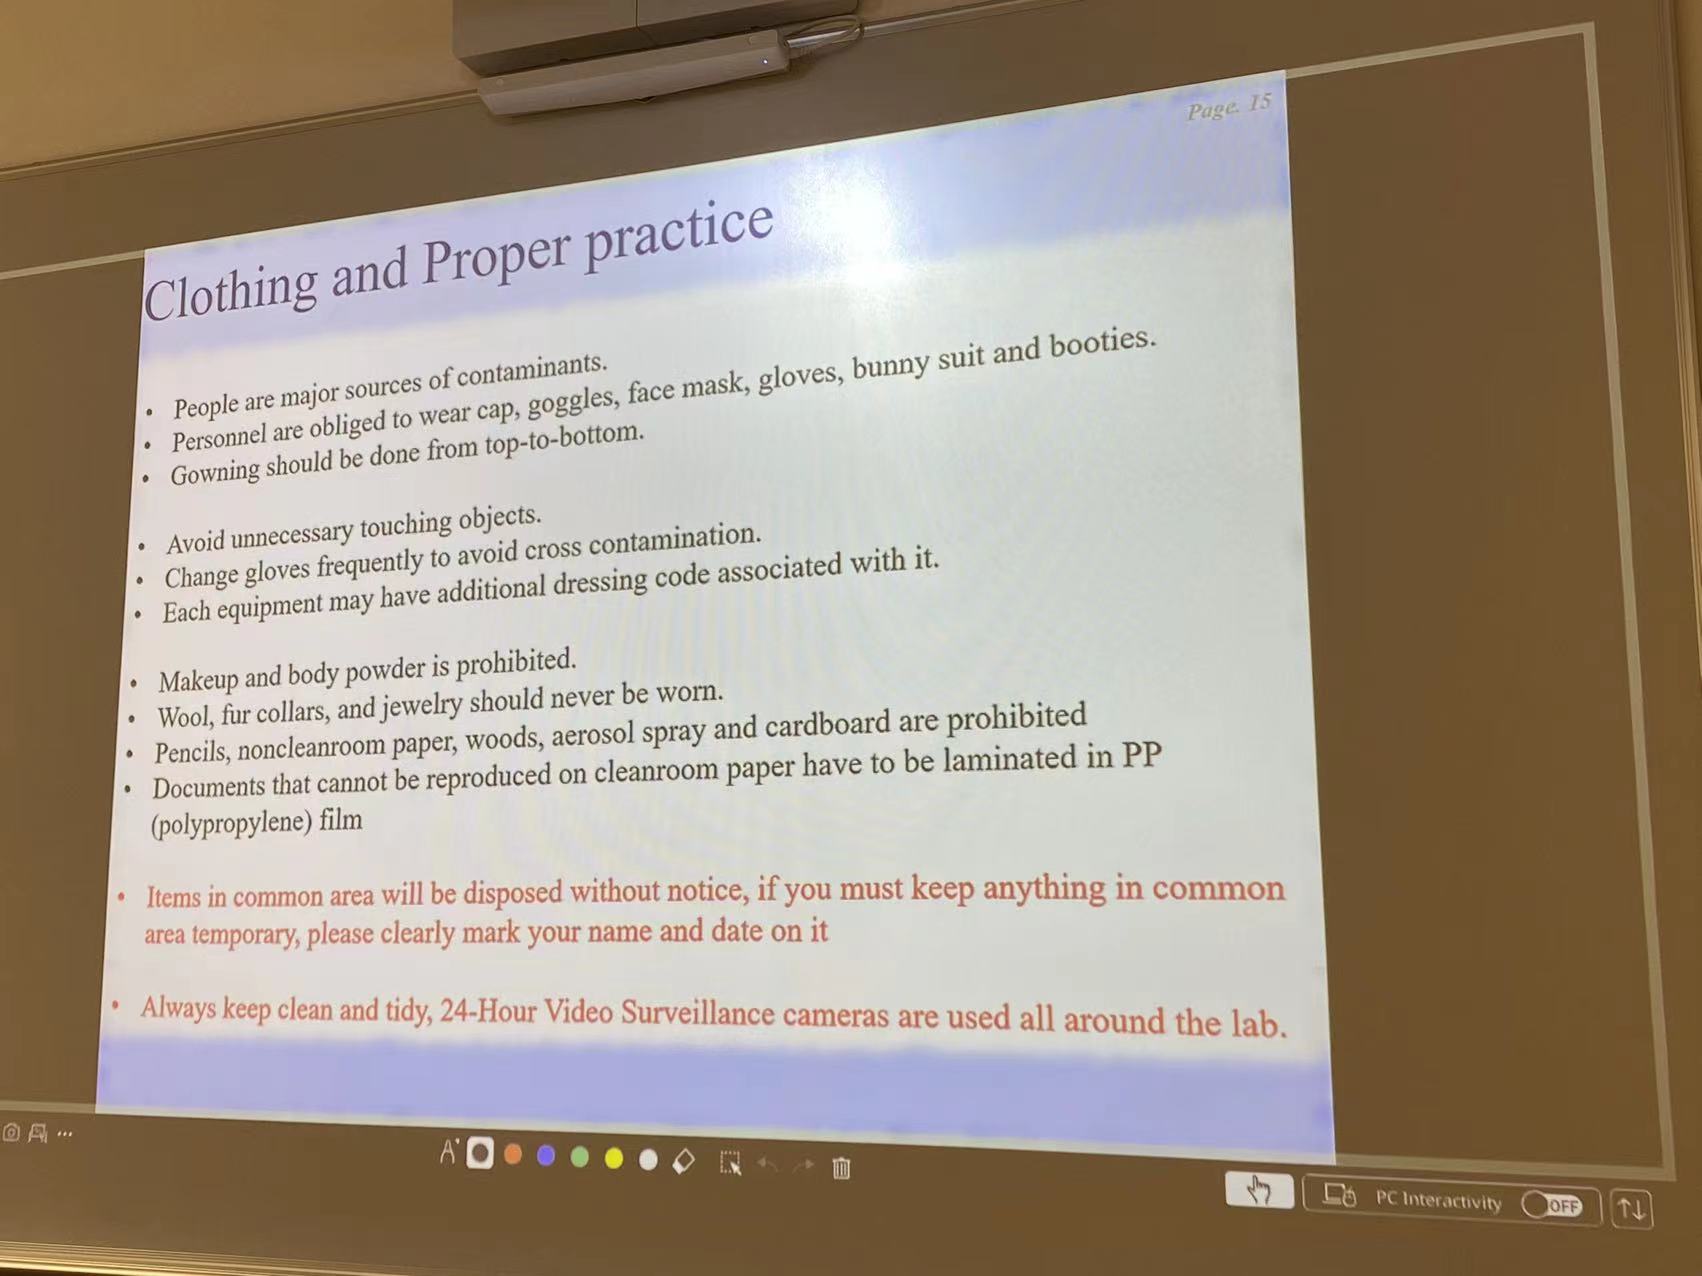 Page. 15
Clothing and Proper practice
• People are major sources of contaminants.
• Personnel are obliged to wear cap, goggles, face mask, gloves, bunny suit and booties.
• Gowning should be done from top-to-bottom.
• Avoid unnecessary touching objects.
• Change gloves frequently to avoid cross contamination.
• Each equipment may have additional dressing code associated with it.
• Makeup and body powder is prohibited.
• Wool, fur collars, and jewelry should never be worn.
• Pencils, noncleanroom paper, woods, aerosol spray and cardboard are prohibited
• Documents that cannot be reproduced on cleanroom paper have to be laminated in PP
(polypropylene) film
• Items in common area will be disposed without notice, if you must keep anything in common
area temporary, please clearly mark your name and date on it
• Always keep clean and tidy, 24-Hour Video Surveillance cameras are used all around the lab.
A
PC Interactivity OFF